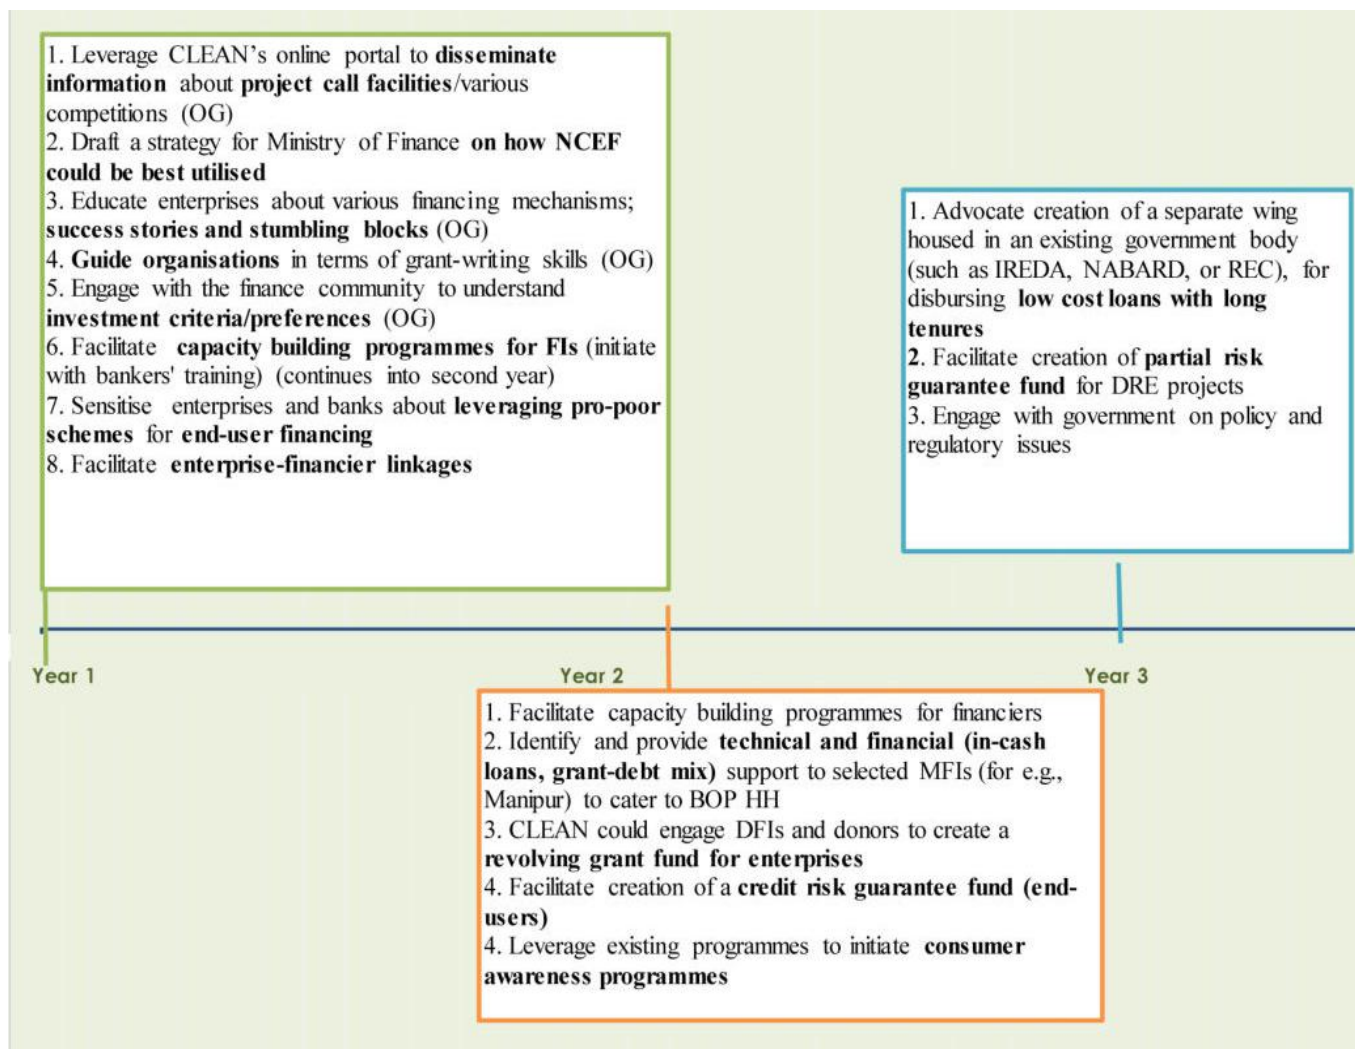 1. Leverage CLEAN's online portal to disseminate
information about project call facilities/various
competitions (OG)
2. Draft a strategy for Ministry of Finance on how NCEF
could be best utilised
3. Educate enterprises about various financing mechanisms;
success stories and stumbling blocks (OG)
4. Guide organisations in terms of grant-writing skills (OG)
5. Engage with the finance community to understand
investment criteria/preferences (OG)
6. Facilitate capacity building programmes for FIs (initiate
with bankers' training) (continues into second year)
7. Sensitise enterprises and banks about leveraging pro-poor
schemes for end-user financing
8. Facilitate enterprise-financier linkages
1. Advocate creation of a separate wing
housed in an existing government body
(such as IREDA, NABARD, or REC), for
disbursing low cost loans with long
tenures
2. Facilitate creation of partial risk
guarantee fund for DRE projects
3. Engage with government on policy and
regulatory issues
Year 1
Year 2
Year 3
1. Facilitate capacity building programmes for financiers
2. Identify and provide technical and financial (in-cash
loans, grant-debt mix) support to selected MFIs (for e.g.,
Manipur) to cater to BOP HH
3. CLEAN could engage DFIs and donors to create a
revolving grant fund for enterprises
4. Facilitate creation of a credit risk guarantee fund (end-
users)
4. Leverage existing programmes to initiate consumer
awareness programmes